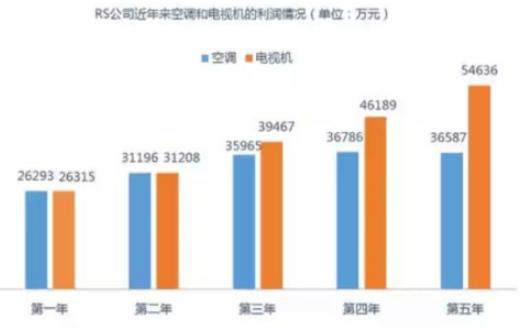 RS公司近年来空调和电视机的利润情况（单位：万元）
空调 电视机
26293 26315
31196 31208
35965 39467
36786 46189
36587 54636
第一年 第二年 第三年 第四年 第五年